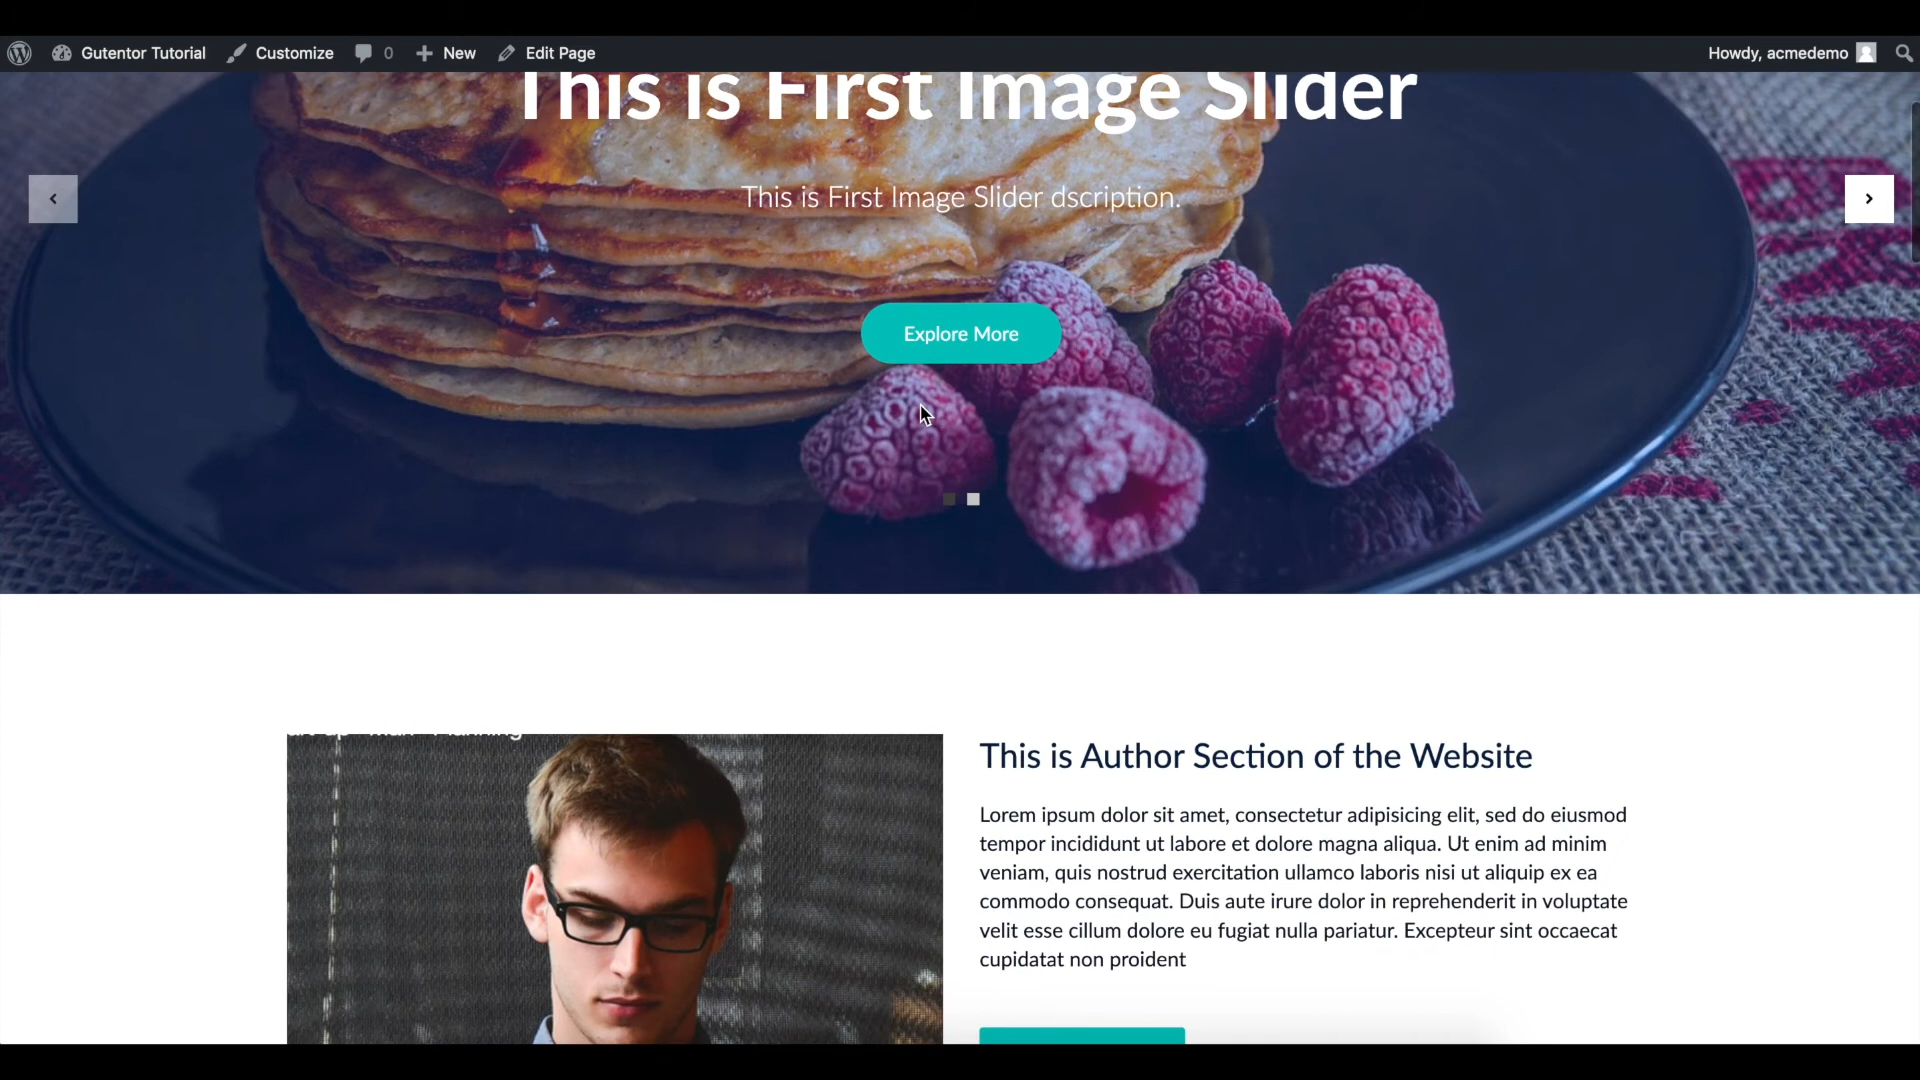 Gutentor Tutorial Customize 0 New Edit Page Howdy, acmedemo
This is First Image Slider
This is First Image Slider dscription.
Explore More
This is Author Section of the Website
Lorem ipsum dolor sit amet, consectetur adipisicing elit, sed do eiusmod
tempor incididunt ut labore et dolore magna aliqua. Ut enim ad minim
veniam, quis nostrud exercitation ullamco laboris nisi ut aliquip ex ea
commodo consequat. Duis aute irure dolor in reprehenderit in voluptate
velit esse cillum dolore eu fugiat nulla pariatur. Excepteur sint occaecat
cupidatat non proident